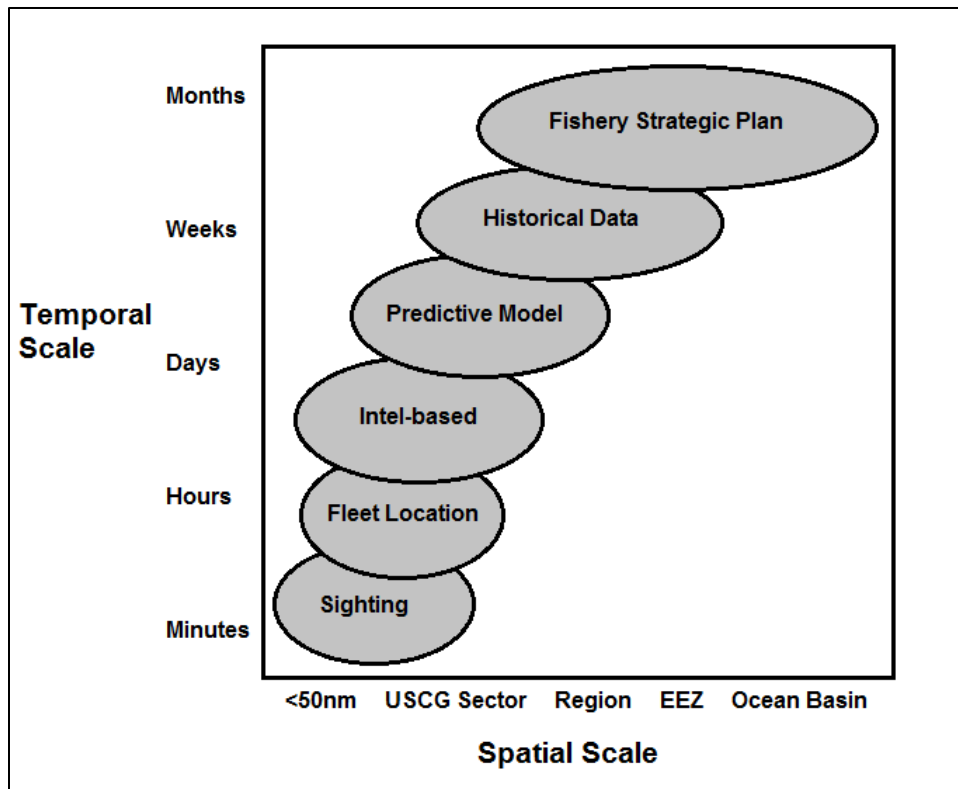 Months
Fishery Strategic Plan
Weeks
Historical Data
Temporal
Scale
Predictive Model
Days
Intel-based
Hours
Fleet Location
Sighting
Minutes
<50nm USCG Sector Region EEZ Ocean Basin
Spatial Scale